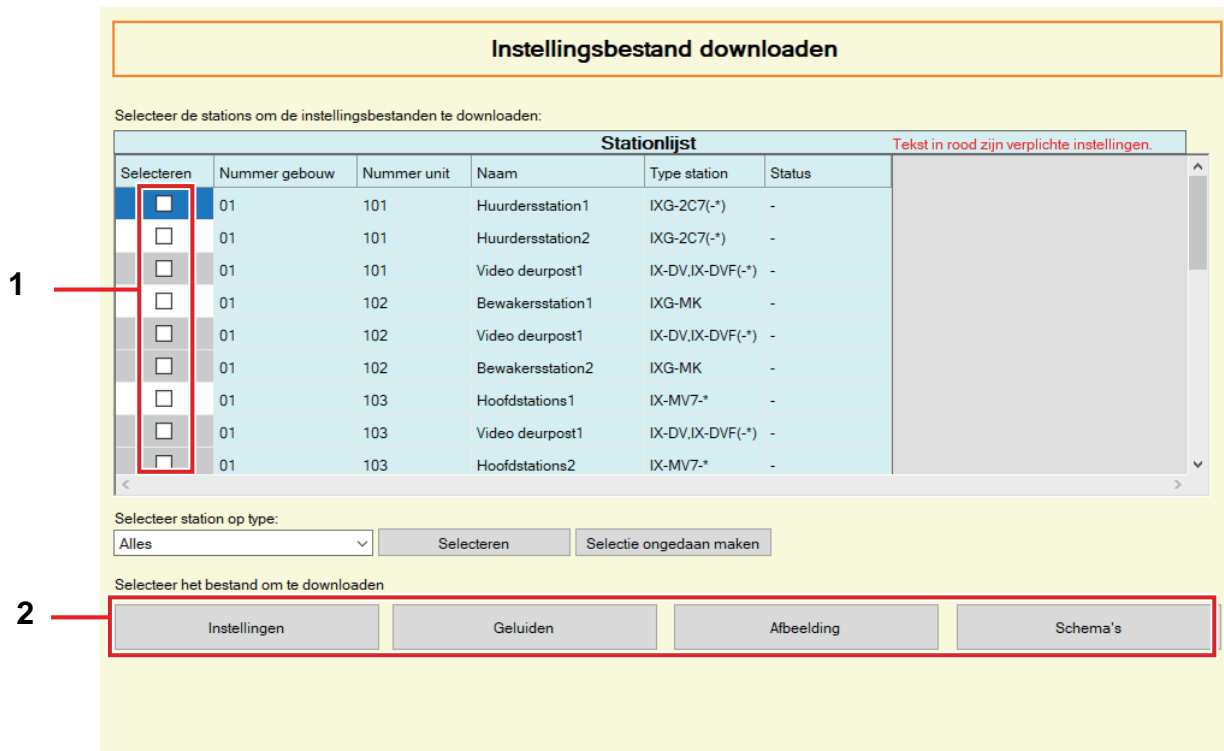 Instellingsbestand downloaden
Selecteer de stations om de instellingsbestanden te downloaden:
Stationlijst Tekst in rood zijn verplichte instellingen.
Selecteren Nummer gebouw Nummer unit Naam Type station Status
01 101 Huurdersstation1 IXG-2C7(-*) -
01 101 Huurdersstation2 IXG-2C7(-*) -
01 101 Video deurpost1 IX-DV,IX-DVF(-*) -
1
01 102 Bewakersstation1 IXG-MK -
01 102 Video deurpost1 IX-DV,IX-DVF(-*) -
01 102 Bewakersstation2 IXG-MK -
01 103 Hoofdstations1 IX-MV7-* -
01 103 Video deurpost1 IX-DV,IX-DVF(-*) -
01 103 Hoofdstations2 IX-MV7-* -
Selecteer station op type:
Alles Selecteren Selectie ongedaan maken
Selecteer het bestand om te downloaden
2
Instellingen Geluiden Afbeelding Schema's